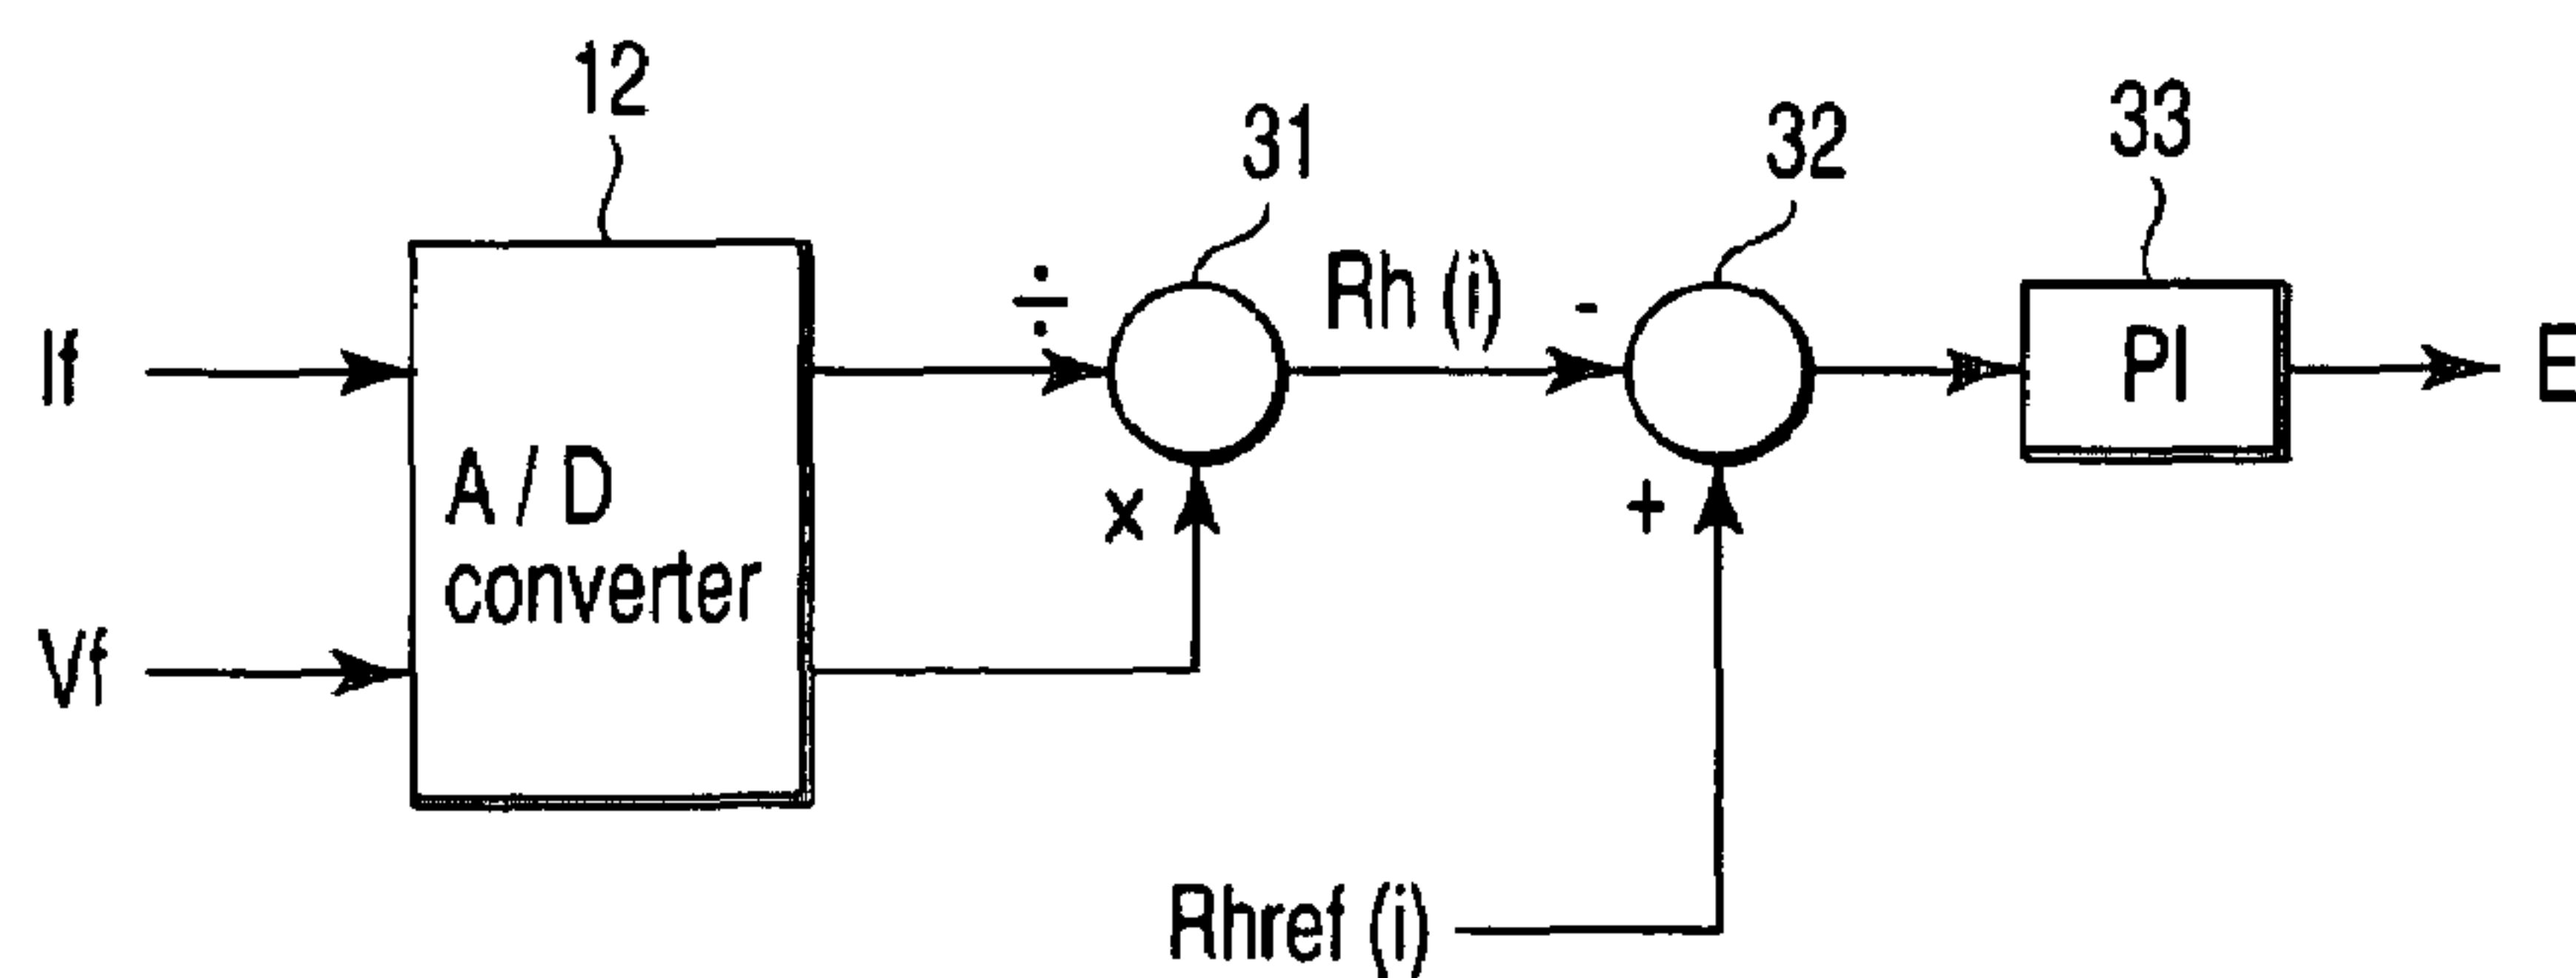 12
31
32
33
÷
Rh (i)
-
If
PI
E
A / D
converter
x
+
Vf
Rhref (i)